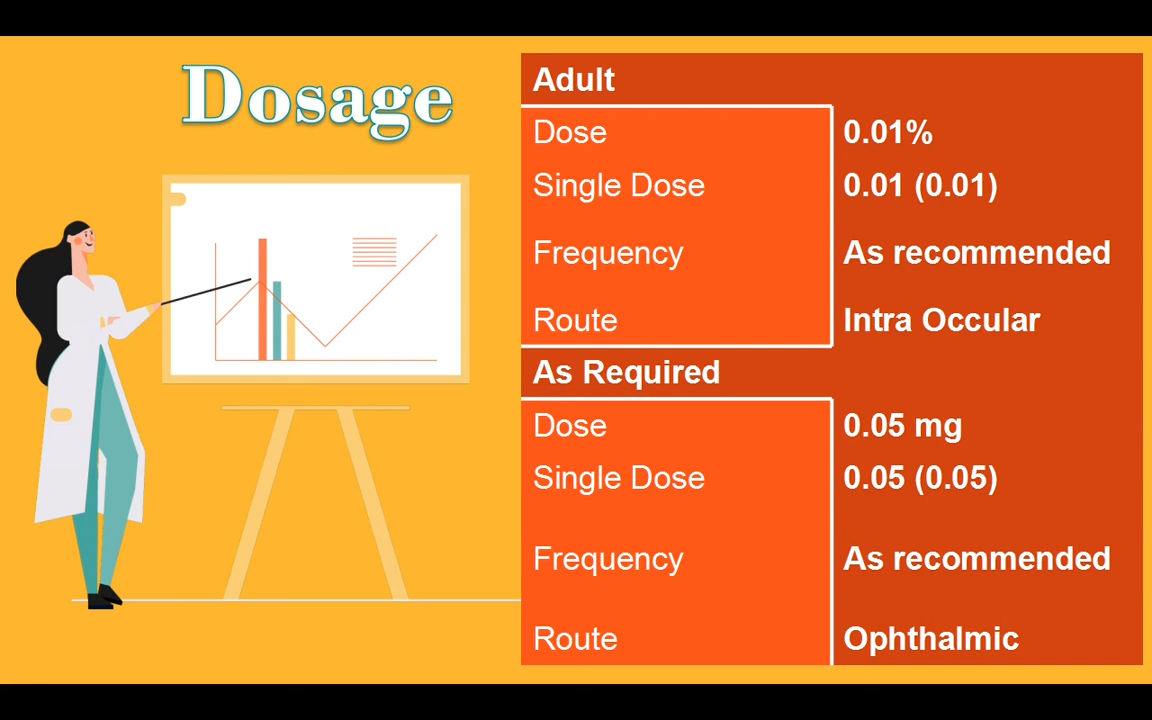 Dosage
Adult
Dose 0.01%
Single Dose 0.01 (0.01)
Frequency As recommended
Route Intra Occular
As Required
Dose 0.05 mg
Single Dose 0.05 (0.05)
Frequency As recommended
Route Ophthalmic